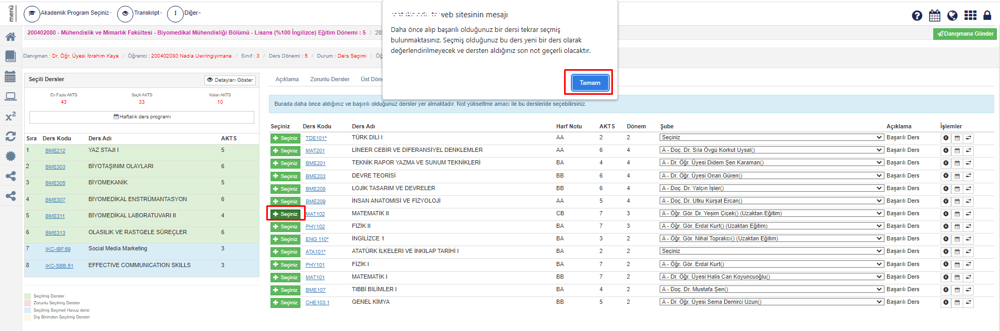 menü
Akademik Program Seçiniz-
Transkript-
Diğer-
web sitesinin mesajı
Daha önce alıp başarılı olduğunuz bir dersi tekrar seçmiş
bulunmaktasınız. Seçmiş olduğunuz bu ders yeni bir ders olarak
değerlendirilmeyecek ve dersten aldığınız son not geçerli olacaktır.
Tamam
200402080 - Mühendislik ve Mimarlık Fakültesi - Biyomedikal Mühendisliği Bölümü - Lisans (%100 İngilizce) Eğitim Dönemi : 5 / 202
Danışmana Gönder
Danışman : Dr. Öğr. Üyesi İbrahim Kaya / Öğrenci : 200402080 Nadia Uwiringiyimana / Sınıf : 3 / Ders Dönemi : 5 / Durum : Ders Seçimi / Öğ
Seçili Dersler
Detayları Göster
En Fazla AKTS Seçili AKTS Kalan AKTS
43 33 10
Haftalık ders programı
Sıra Ders Kodu Ders Adı AKTS
1 BME212 YAZ STAJI I 5
2 BME303 BİYOTAŞINIM OLAYLARI 6
3 BME305 BİYOMEKANİK 5
4 BME307 BİYOMEDİKAL ENSTRÜMANTASYON 6
5 BME311 BİYOMEDİKAL LABORATUVARI II 4
6 BME313 OLASILIK VE RASTGELE SÜREÇLER 6
7 IKC-IBF.69 Social Media Marketing 3
8 IKC-SBB.51 EFFECTIVE COMMUNICATION SKILLS 3
Seçilmiş Dersler
Zorunlu Seçilmiş Dersler
Seçilmiş Seçmeli Havuz dersi
Dış Birimden Seçilmiş Dersler
Açıklama Zorunlu Dersler Üst Dön
Burada daha önce aldığınız ve başarılı olduğunuz dersler yer almaktadır. Not yükseltme amacı ile bu dersleride seçebilirsiniz.
Seçiniz Ders Kodu Ders Adı Harf Notu AKTS Dönem Şube Açıklama İşlemler
Seçiniz TDE101* TÜRK DİLİ I AA 2 2 Seçiniz Başarılı Ders
Seçiniz MAT201 LİNEER CEBİR VE DİFERANSİYEL DENKLEMLER AA 6 4 A - Doç. Dr. Sıla Övgü Korkut Uysal() Başarılı Ders
Seçiniz BME201 TEKNİK RAPOR YAZMA VE SUNUM TEKNİKLERİ BA 4 4 A - Dr. Öğr. Üyesi Didem Şen Karaman() Başarılı Ders
Seçiniz BME203 DEVRE TEORİSİ BB 6 4 A - Dr. Öğr. Üyesi Onan Güren() Başarılı Ders
Seçiniz BME208 LOJİK TASARIM VE DEVRELER BB 6 4 A - Doç. Dr. Yalçın İşler() Başarılı Ders
Seçiniz BME209 İNSAN ANATOMİSİ VE FİZYOLOJİ AA 5 4 A - Doç. Dr. Utku Kürşat Ercan() Başarılı Ders
Seçiniz MAT102 MATEMATİK II CB 7 3 A - Öğr. Gör. Dr. Yeşim Çiçek() (Uzaktan Eğitim) Başarılı Ders
Seçiniz PHY102 FİZİK II BA 7 3 A - Öğr. Gör. Erdal Kurt() (Uzaktan Eğitim) Başarılı Ders
Seçiniz ENG 110* İNGİLİZCE 1 BA 3 2 A - Öğr. Gör. Nihal Toprakcı() (Uzaktan Eğitim) Başarılı Ders
Seçiniz ATA101* ATATÜRK İLKELERİ VE İNKILAP TARİHİ I BA 2 2 Seçiniz Başarılı Ders
Seçiniz PHY101 FİZİK I BA 7 2 A - Öğr. Gör. Erdal Kurt() Başarılı Ders
Seçiniz MAT101 MATEMATİK I BB 7 2 A - Dr. Öğr. Üyesi Halis Can Koyuncuoğlu() Başarılı Ders
Seçiniz BME107 TIBBİ BİLİMLER I BA 4 2 A - Doç. Dr. Mustafa Şen() Başarılı Ders
Seçiniz CHE103.1 GENEL KİMYA BB 5 2 A - Dr. Öğr. Üyesi Sema Demirci Uzun() Başarılı Ders